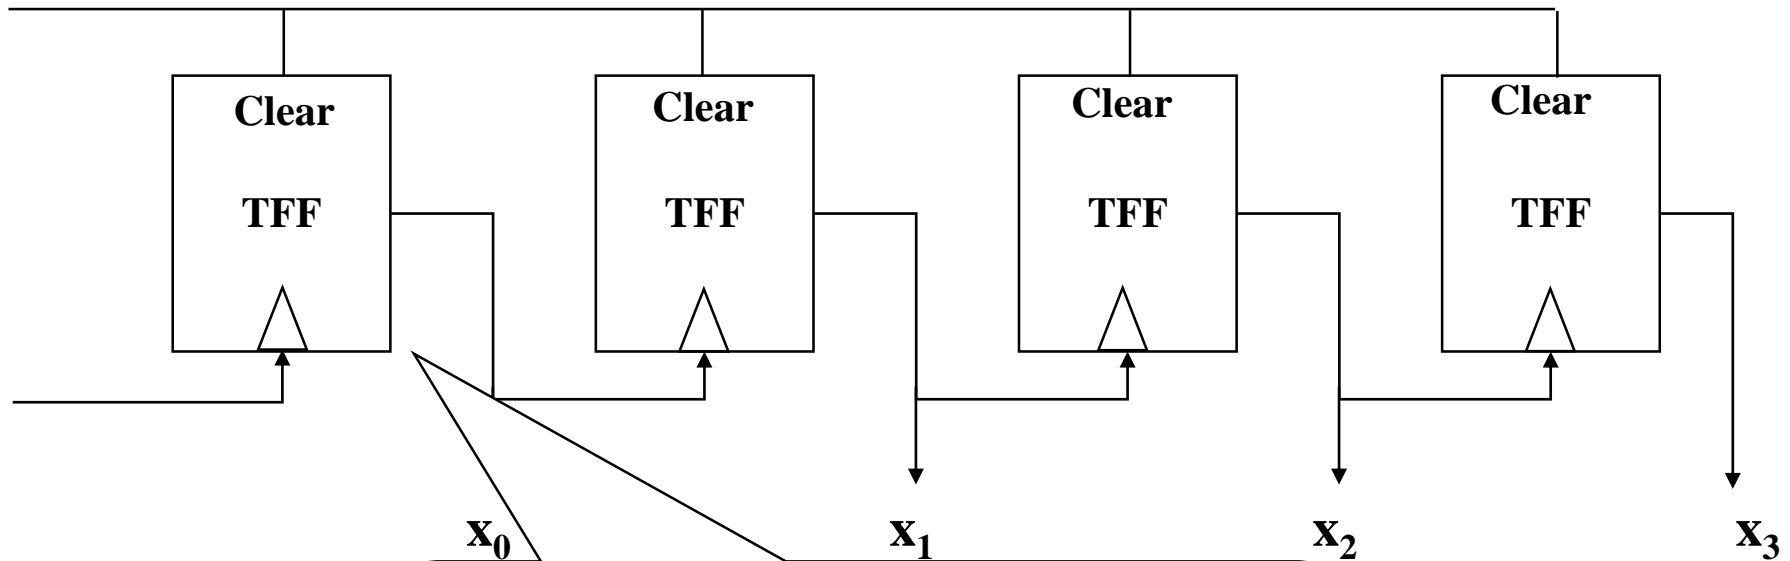 Clear Clear Clear Clear
TFF TFF TFF TFF
x₀ x₁ x₂ x₃